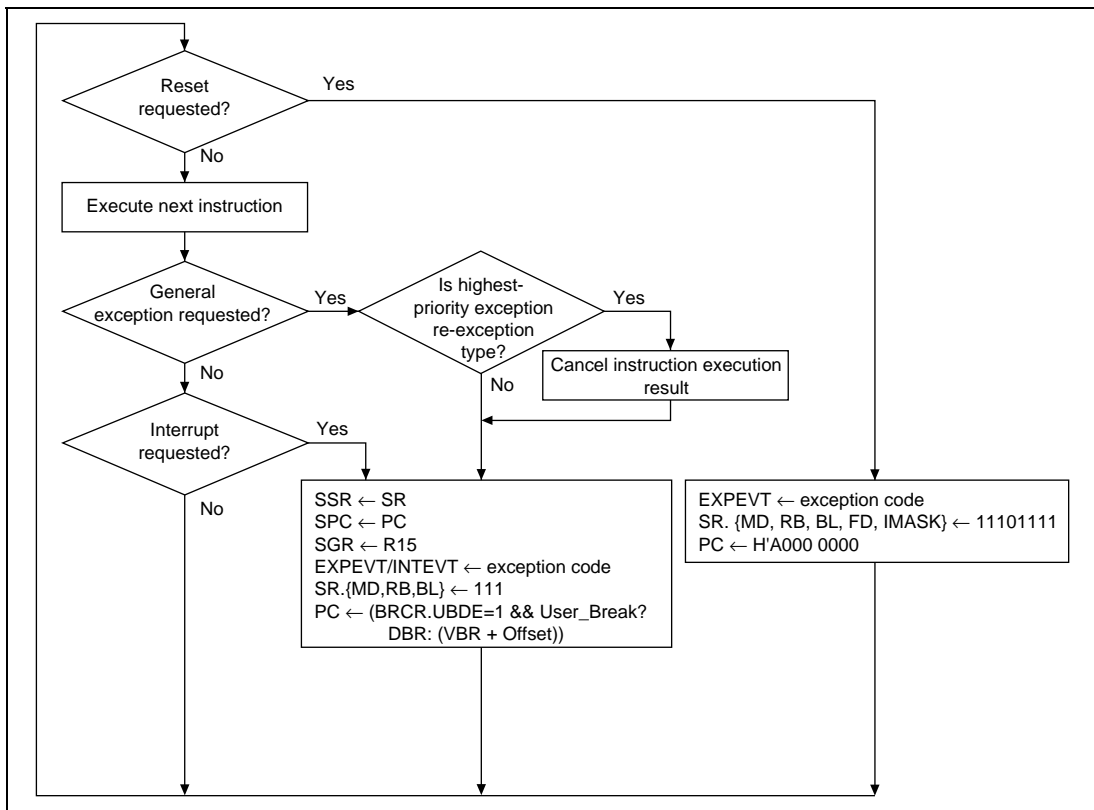 Reset
requested?
Yes
No
Execute next instruction
General
exception requested?
Yes
Is highest-
priority exception
re-exception
type?
Yes
No
Cancel instruction execution
result
No
Interrupt
requested?
Yes
No
SSR ← SR
SPC ← PC
SGR ← R15
EXPEVT/INTEVT ← exception code
SR.{MD,RB,BL} ← 111
PC ← (BRCR.UBDE=1 && User_Break?
DBR: (VBR + Offset))
EXPEVT ← exception code
SR. {MD, RB, BL, FD, IMASK} ← 11101111
PC ← H'A000 0000